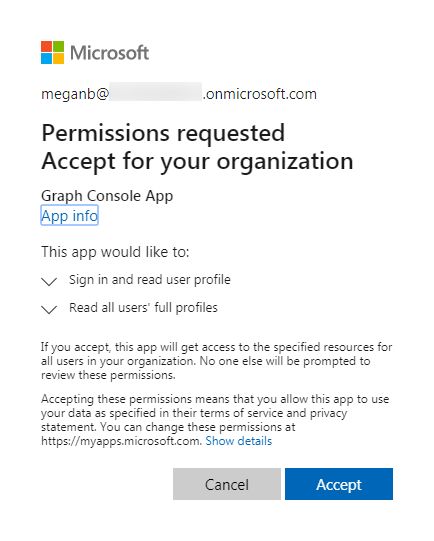 Microsoft
meganb@ .onmicrosoft.com
Permissions requested
Accept for your organization
Graph Console App
App info
This app would like to:
Sign in and read user profile
Read all users' full profiles
If you accept, this app will get access to the specified resources for
all users in your organization. No one else will be prompted to
review these permissions.
Accepting these permissions means that you allow this app to use
your data as specified in their terms of service and privacy
statement. You can change these permissions at
https://myapps.microsoft.com. Show details
Cancel
Accept